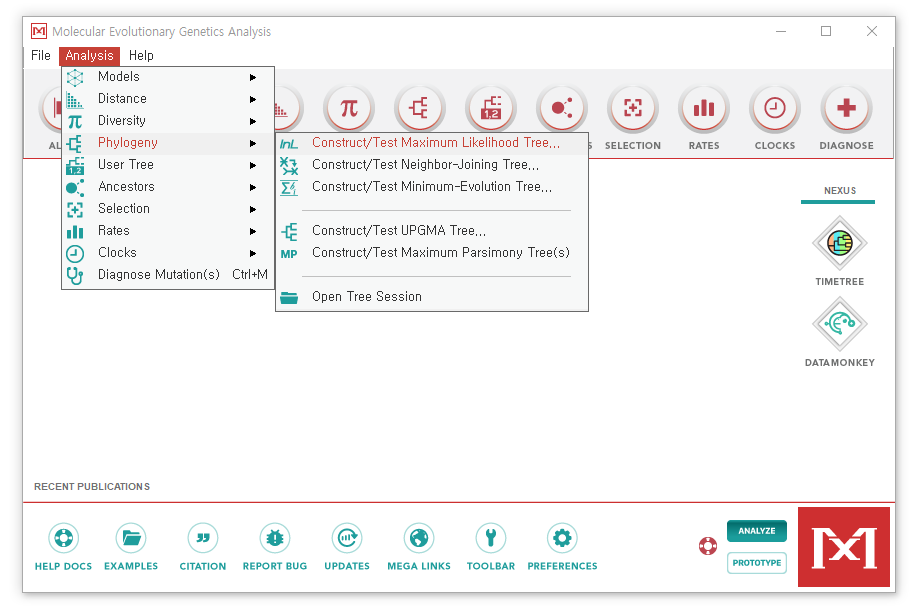 Molecular Evolutionary Genetics Analysis
File Analysis Help
Models
Distance
Diversity
Phylogeny
User Tree
Ancestors
Selection
Rates
Clocks
Diagnose Mutation(s) Ctrl+M
Construct/Test Maximum Likelihood Tree...
Construct/Test Neighbor-Joining Tree...
Construct/Test Minimum-Evolution Tree...
Construct/Test UPGMA Tree...
MP Construct/Test Maximum Parsimony Tree(s)
Open Tree Session
SELECTION RATES CLOCKS DIAGNOSE
NEXUS
TIMETREE
DATAMONKEY
RECENT PUBLICATIONS
HELP DOCS EXAMPLES CITATION REPORT BUG UPDATES MEGA LINKS TOOLBAR PREFERENCES
ANALYZE
PROTOTYPE